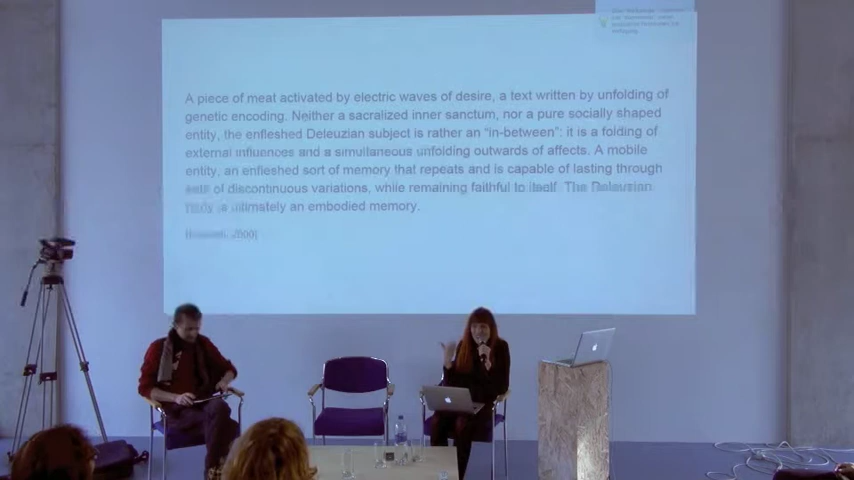 A piece of meat activated by electric waves of desire, a text written by unfolding of
genetic encoding. Neither a sacralized inner sanctum, nor a pure socially shaped
entity, the enfleshed Deleuzian subject is rather an "in-between": it is a folding of
external influences and a simultaneous unfolding outwards of affects. A mobile
entity, an enfleshed sort of memory that repeats and is capable of lasting through
sets of discontinuous variations, while remaining faithful to itself. The Deleuzian
body is ultimately an embodied memory.
2000)